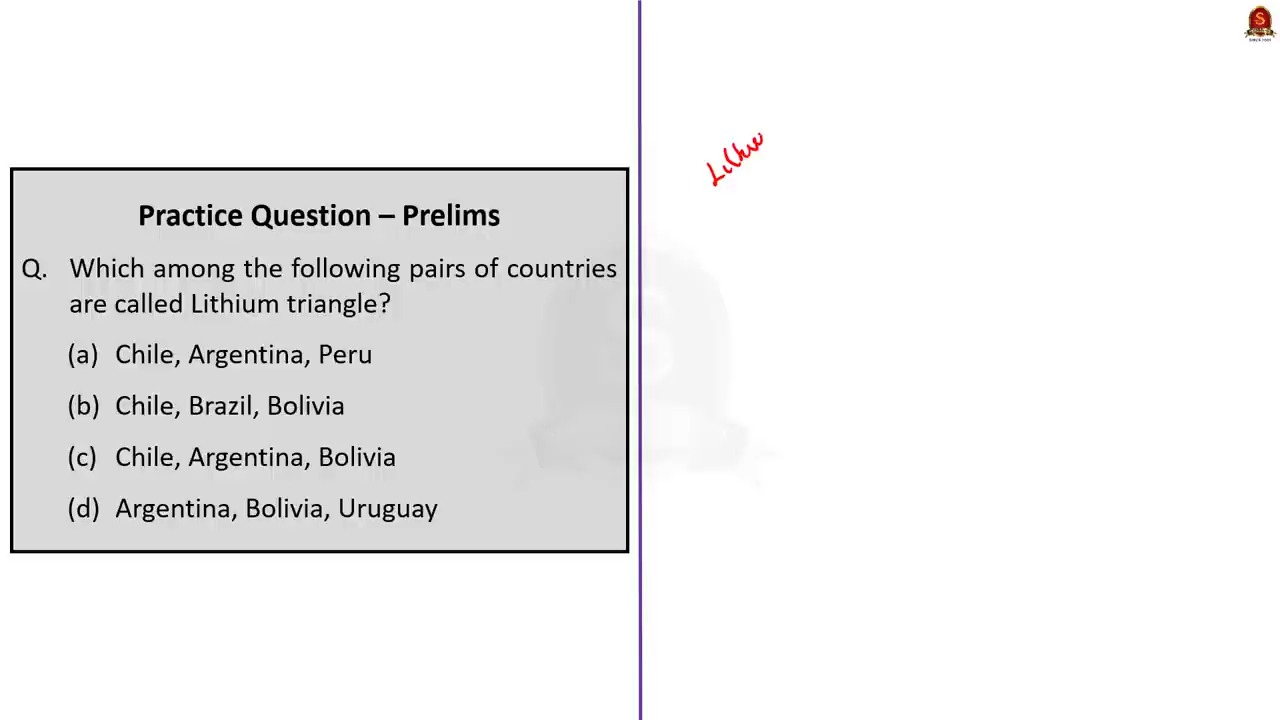 Practice Question – Prelims
Q. Which among the following pairs of countries
are called Lithium triangle?
(a) Chile, Argentina, Peru
(b) Chile, Brazil, Bolivia
(c) Chile, Argentina, Bolivia
(d) Argentina, Bolivia, Uruguay